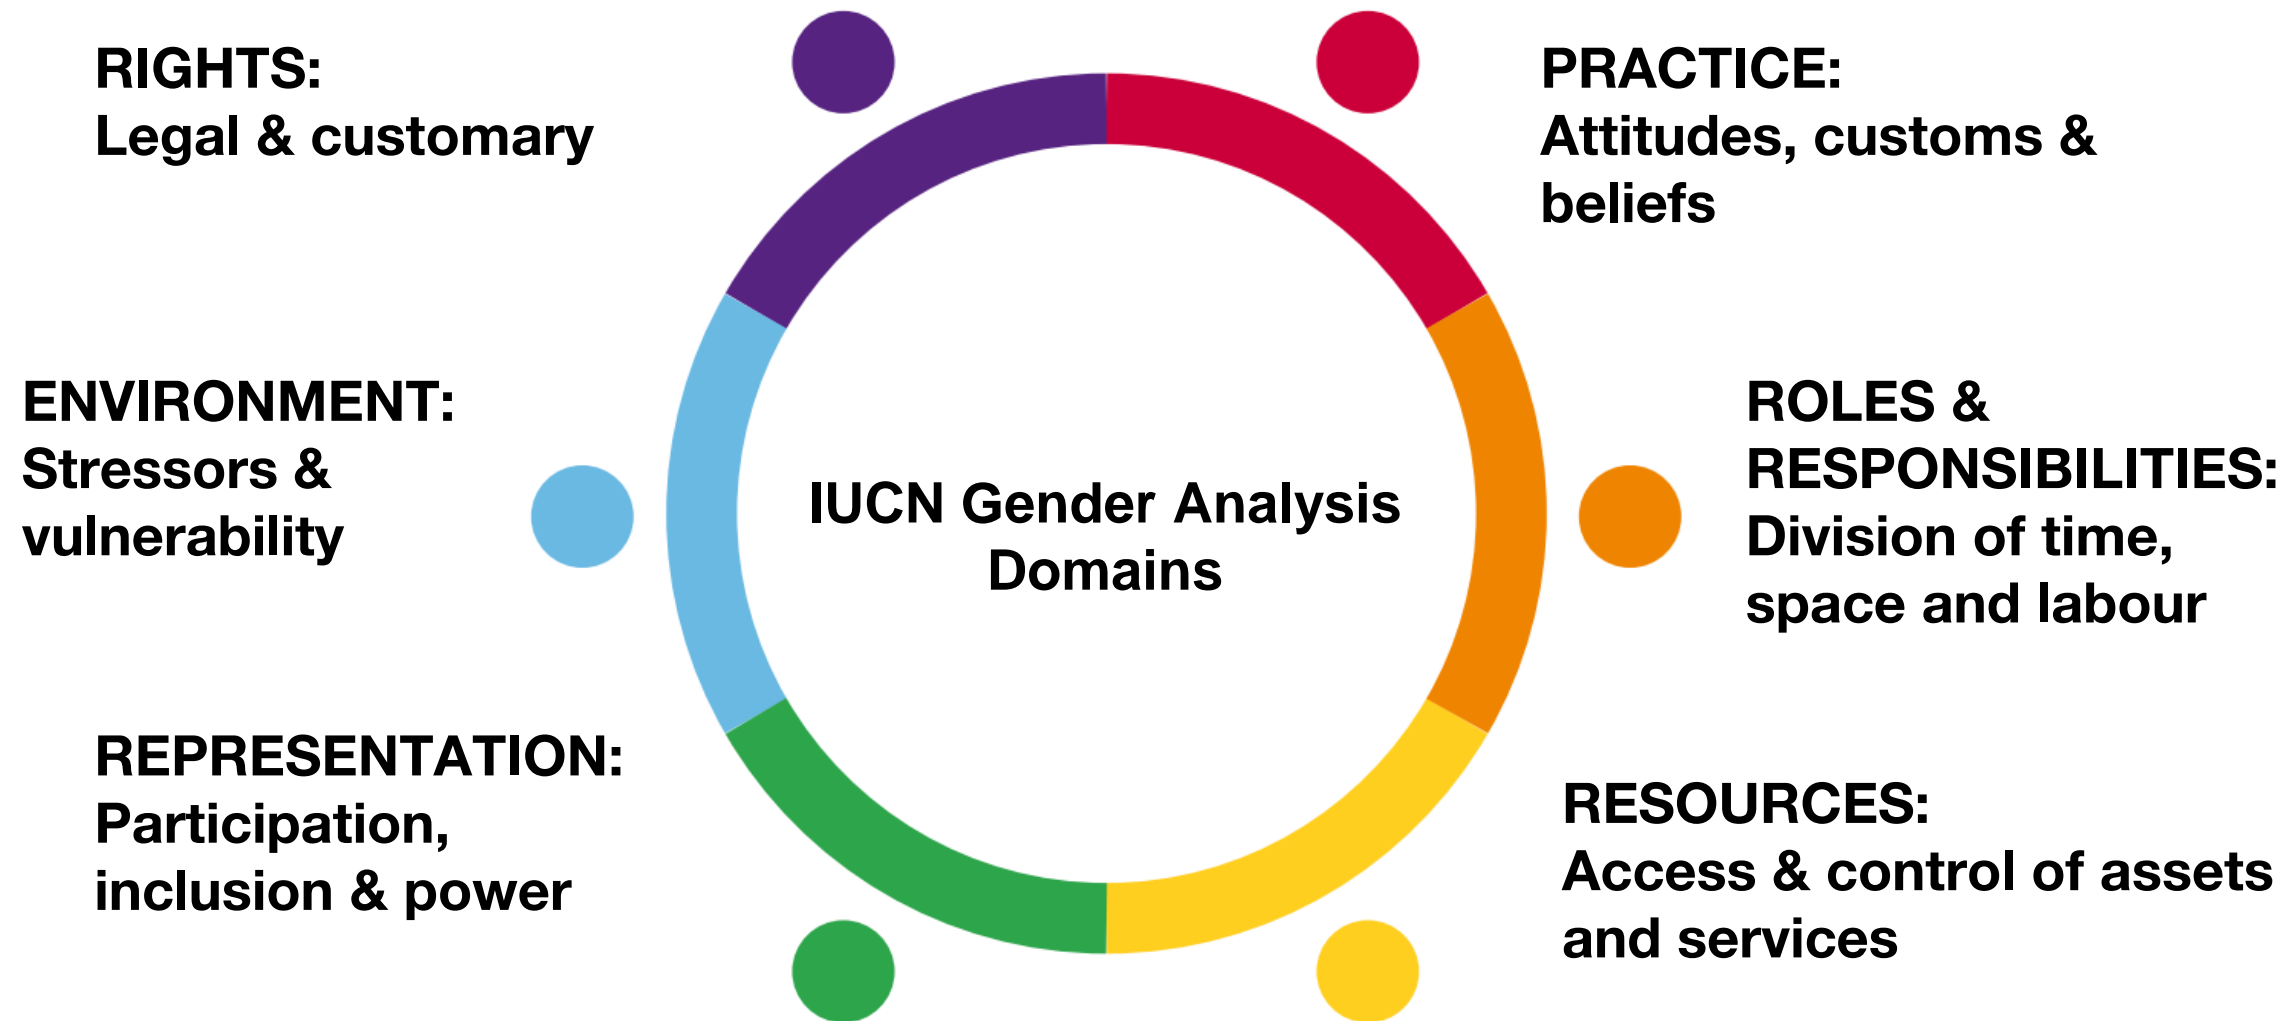 RIGHTS:
Legal & customary
PRACTICE:
Attitudes, customs &
beliefs
ENVIRONMENT:
Stressors &
vulnerability
IUCN Gender Analysis
Domains
ROLES &
RESPONSIBILITIES:
Division of time,
space and labour
REPRESENTATION:
Participation,
inclusion & power
RESOURCES:
Access & control of assets
and services